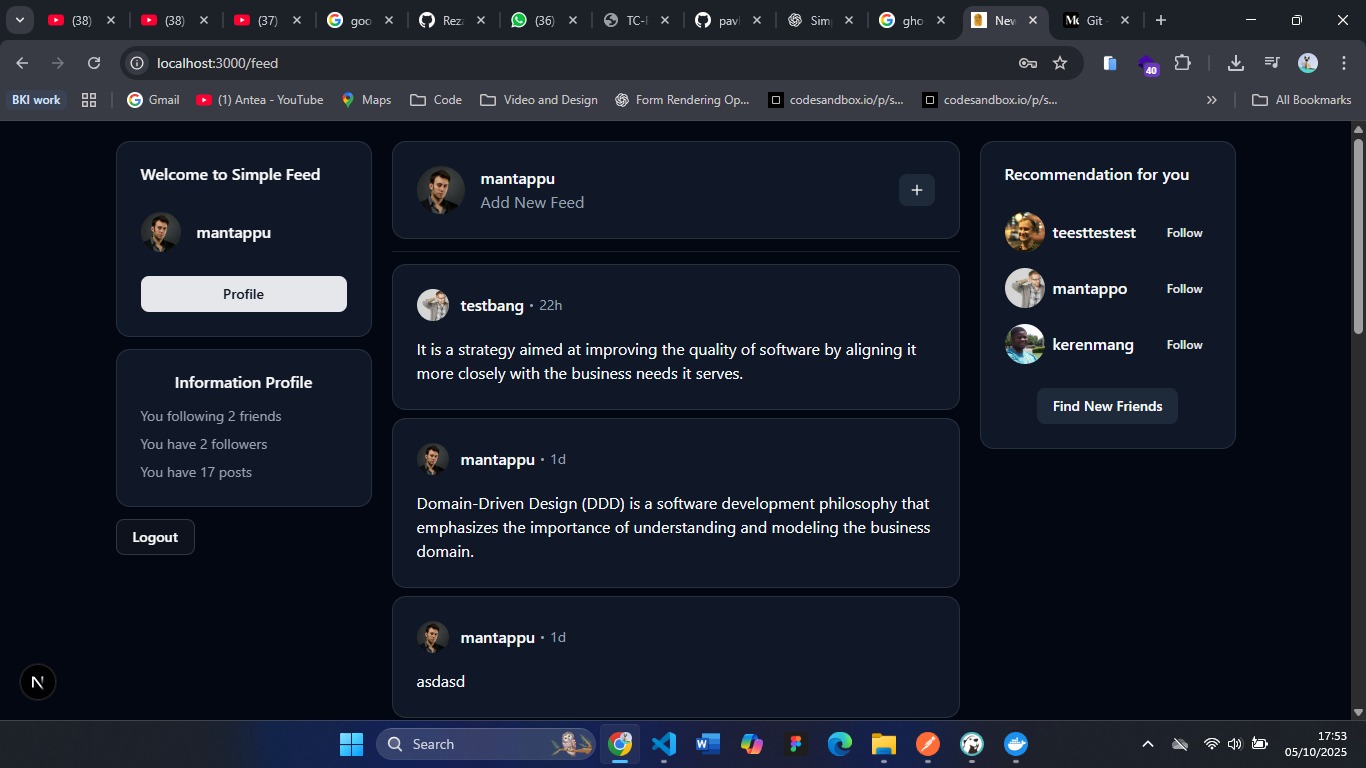 (38)
(38)
(37)
goo
Reza
(36)
TC-
pavl
Sim
gho
New
Git -
localhost:3000/feed
40
BKI work
Gmail
(1) Antea - YouTube
Maps
Code
Video and Design
Form Rendering Op...
codesandbox.io/p/s...
codesandbox.io/p/s...
»
All Bookmarks
Welcome to Simple Feed
mantappu
Profile
Information Profile
You following 2 friends
You have 2 followers
You have 17 posts
Logout
mantappu
Add New Feed
+
testbang • 22h
It is a strategy aimed at improving the quality of software by aligning it
more closely with the business needs it serves.
mantappu • 1d
Domain-Driven Design (DDD) is a software development philosophy that
emphasizes the importance of understanding and modeling the business
domain.
mantappu • 1d
asdasd
Recommendation for you
teesttestest Follow
mantappo Follow
kerenmang Follow
Find New Friends
N
Search
17:53
05/10/2025